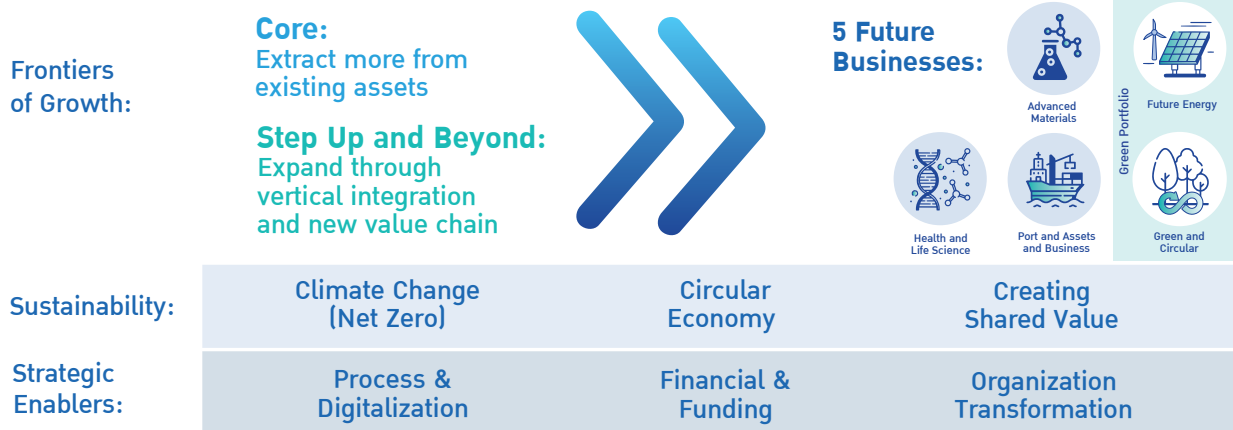 Frontiers
of Growth:
Core:
Extract more from
existing assets
Step Up and Beyond:
Expand through
vertical integration
and new value chain
5 Future
Businesses:
Advanced
Materials
Green Portfolio
Future Energy
Health and
Life Science
Port and Assets
and Business
Green and
Circular
Sustainability:
Climate Change
(Net Zero)
Circular
Economy
Creating
Shared Value
Strategic
Enablers:
Process &
Digitalization
Financial &
Funding
Organization
Transformation